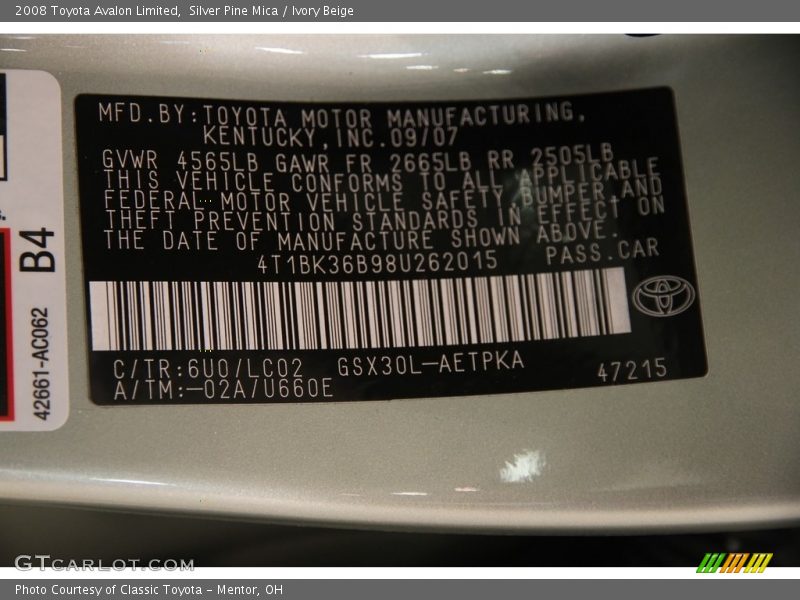 2008 Toyota Avalon Limited, Silver Pine Mica / Ivory Beige
MFD.BY:TOYOTA MOTOR MANUFACTURING,
KENTUCKY,INC.09/07
GVWR 4565LB GAWR FR 2665LB RR 2505LB
THIS VEHICLE CONFORMS TO ALL APPLICABLE
FEDERAL MOTOR VEHICLE SAFETY,BUMPER,AND
THEFT PREVENTION STANDARDS IN EFFECT ON
THE DATE OF MANUFACTURE SHOWN ABOVE.
4T1BK36B98U262015 PASS.CAR
C/TR:6U0/LC02 GSX30L-AETPKA
A/TM:-02A/U660E 47215
B4
42661-AC062
GTCARLOT.COM
Photo Courtesy of Classic Toyota - Mentor, OH